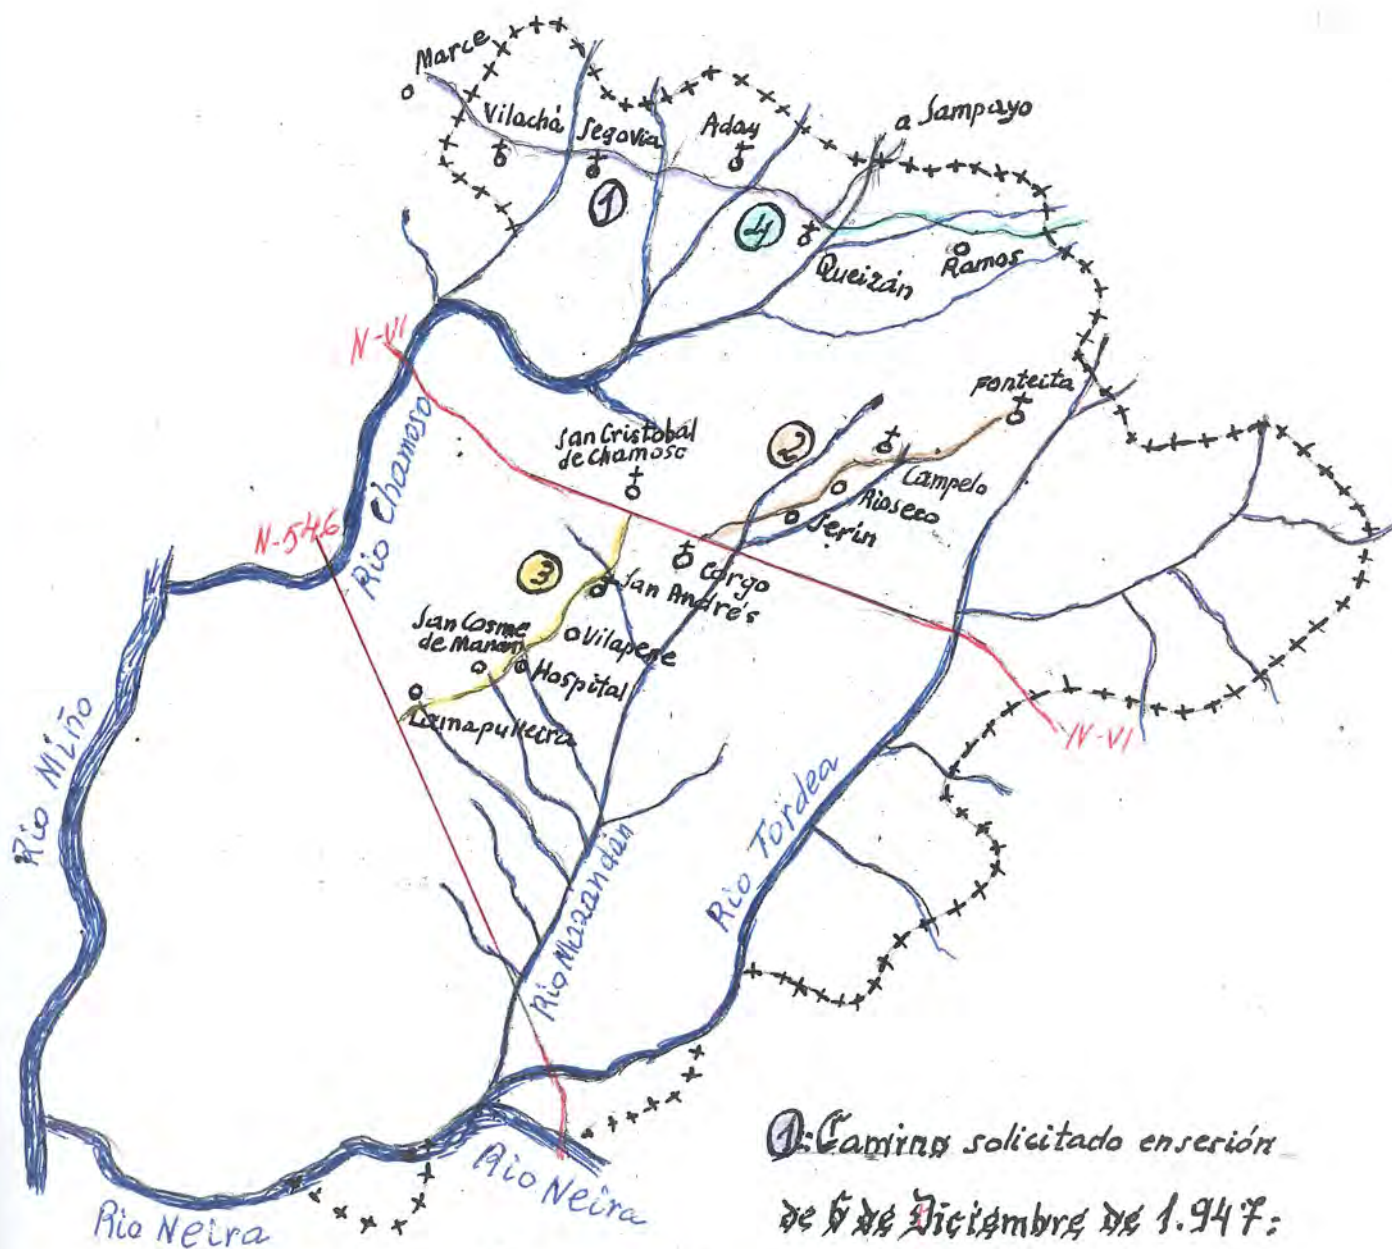 Marce
a Sampayo
Vilachá
Segovia
Aday
1
4
Queizán
Ramos
N-VI
Fonteita
San Cristobal
de Chamoso
2
Campelo
Rioseco
Serin
Río Chamoso
N-546
3
Corgo
San Andrés
San Cosme
de Manán
Vilapene
Hospital
Lamapulleira
N-VI
Río Miño
Río Tordea
Río Mazandán
Río Neira
Río Neira
1:Camino solicitado en serión
de 6 de Diciembre de 1.947: